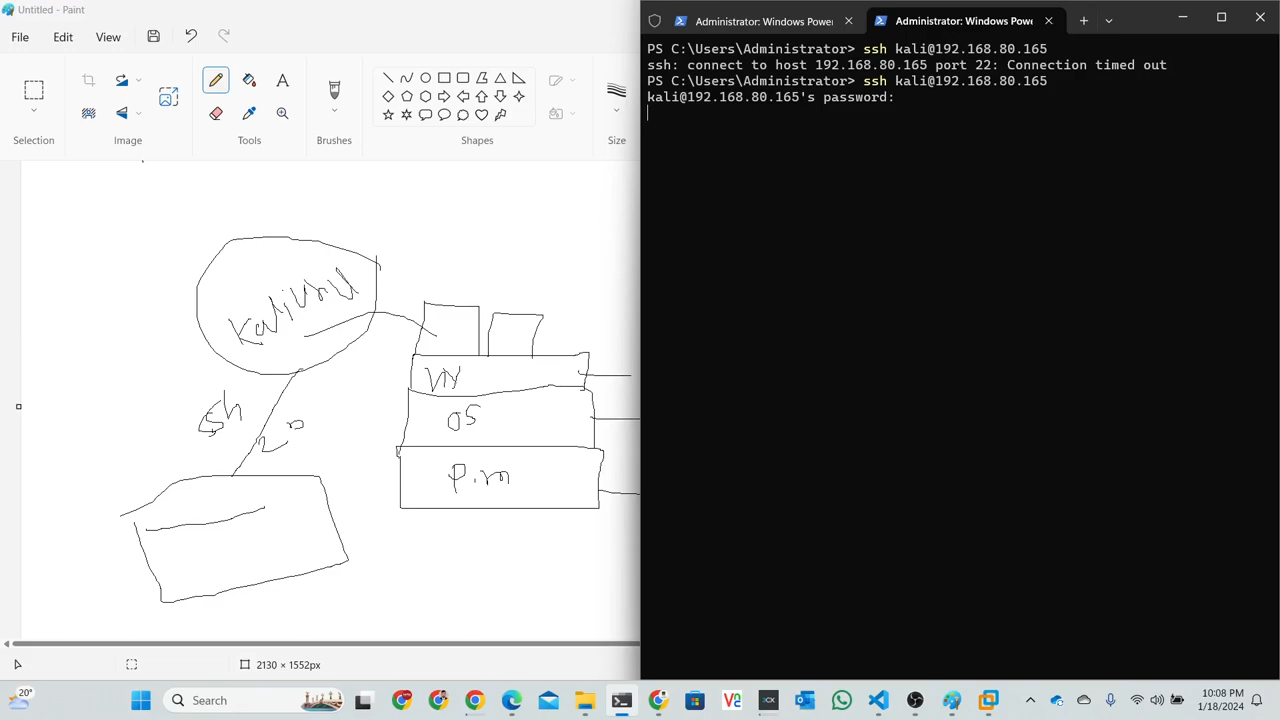 Untitled - Paint
File
Edit
View
Selection
Image
Tools
Brushes
Shapes
Size
Kali
sh
VM
OS
P.m
2130 × 1552px
Administrator: Windows Power
Administrator: Windows Powe
PS C:\Users\Administrator> ssh kali@192.168.80.165
ssh: connect to host 192.168.80.165 port 22: Connection timed out
PS C:\Users\Administrator> ssh kali@192.168.80.165
kali@192.168.80.165's password:
20°
Search
10:08 PM
1/18/2024